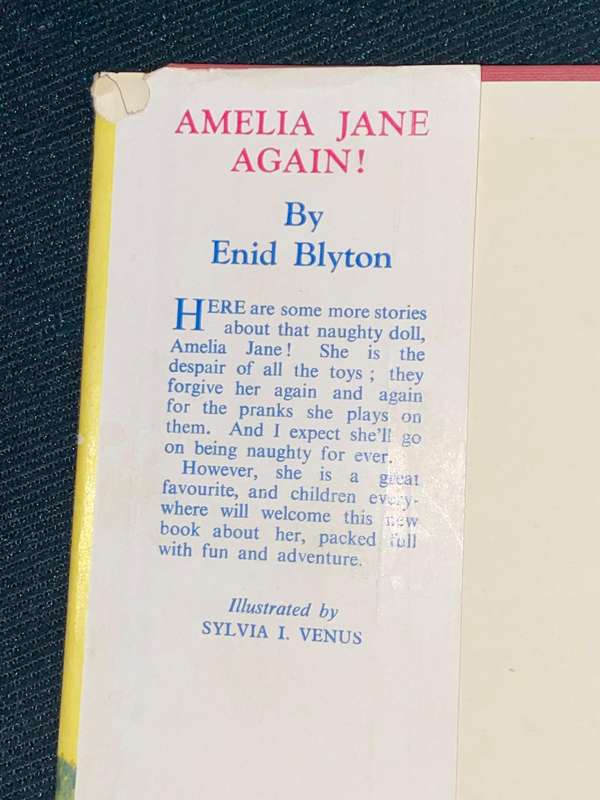 AMELIA JANE
AGAIN!
By
Enid Blyton
HERE are some more stories
about that naughty doll,
Amelia Jane! She is the
despair of all the toys; they
forgive her again and again
for the pranks she plays on
them. And I expect she'll go
on being naughty for ever.
However, she is a great
favourite, and children every-
where will welcome this new
book about her, packed full
with fun and adventure.
Illustrated by
SYLVIA I. VENUS